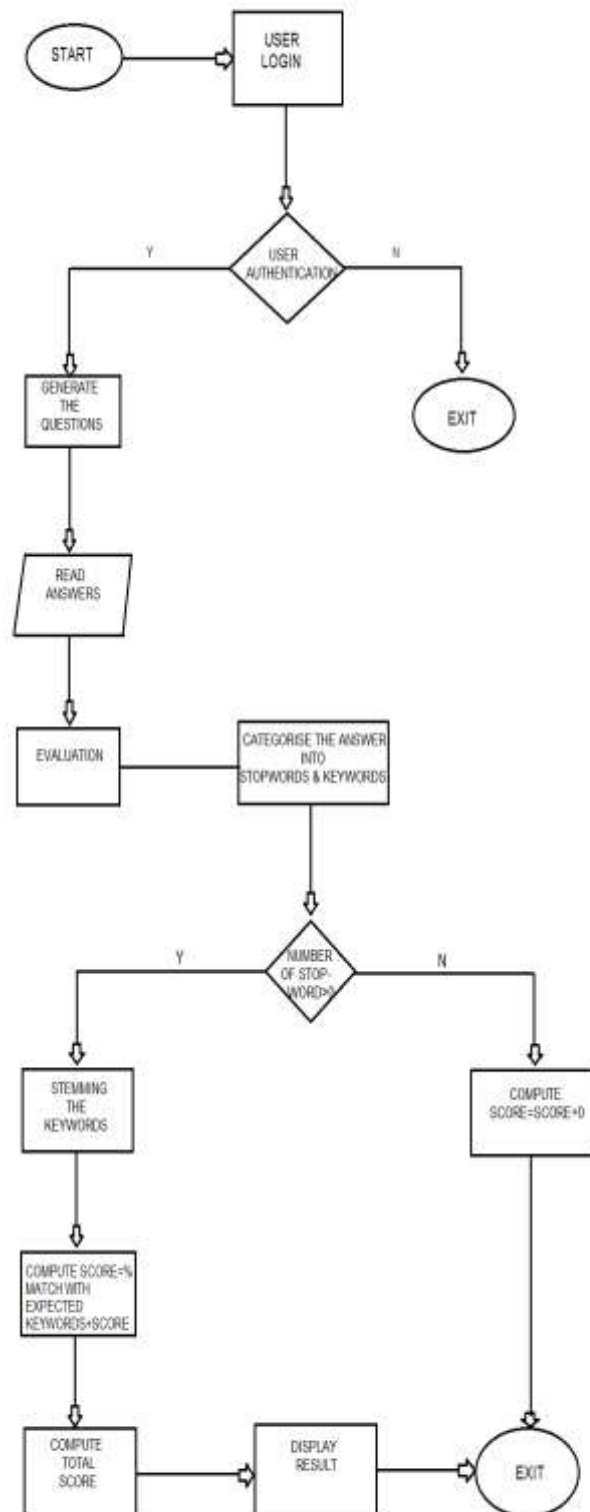 START
USER
LOGIN
USER
AUTHENTICATION
Y
N
GENERATE
THE
QUESTIONS
EXIT
READ
ANSWERS
EVALUATION
CATEGORISE THE ANSWER
INTO
STOPWORDS & KEYWORDS
NUMBER
OF STOP-
WORD>0
Y
N
STEMMING
THE
KEYWORDS
COMPUTE
SCORE=SCORE+0
COMPUTE SCORE=%
MATCH WITH
EXPECTED
KEYWORDS+SCORE
COMPUTE
TOTAL
SCORE
DISPLAY
RESULT
EXIT